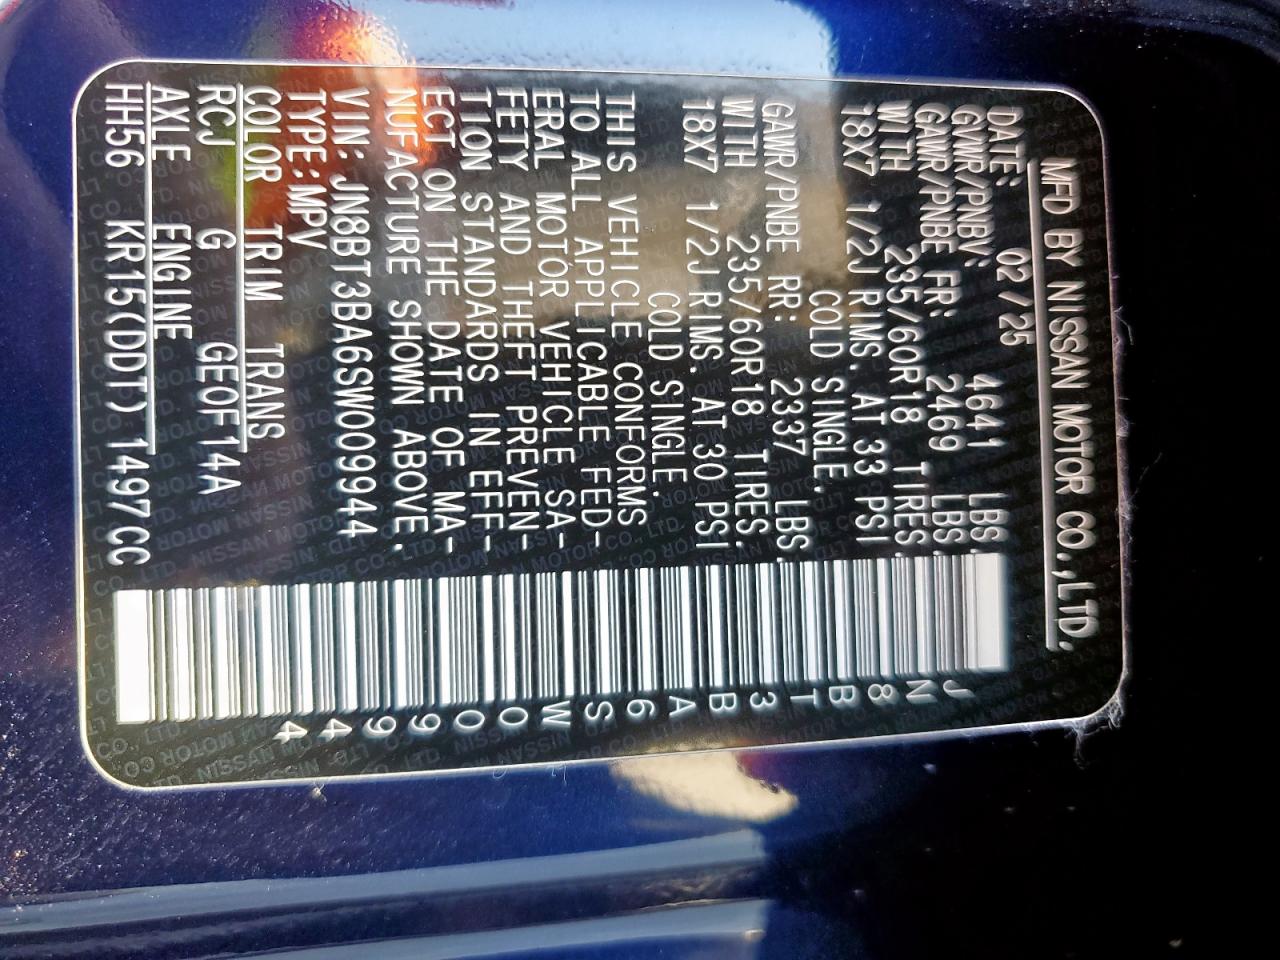 MFD BY NISSAN MOTOR CO.,LTD.
DATE: 02/25
GVWR/PNBV: 4641 LBS.
GAWR/PNBE FR: 2469 LBS.
WITH 235/60R18 TIRES.
18X7 1/2J RIMS. AT 33 PSI
COLD SINGLE.
GAWR/PNBE RR: 2337 LBS.
WITH 235/60R18 TIRES.
18X7 1/2J RIMS. AT 30 PSI
COLD SINGLE.
THIS VEHICLE CONFORMS
TO ALL APPLICABLE FED-
ERAL MOTOR VEHICLE SA-
FETY AND THEFT PREVEN-
TION STANDARDS IN EFF-
ECT ON THE DATE OF MA-
NUFACTURE SHOWN ABOVE.
VIN: JN8BT3BA6SW009944
TYPE:MPV
COLOR TRIM TRANS
RCJ G GE0F14A
AXLE ENGINE
HH56 KR15(DDT) 1497CC
JN8BT3BA6SW009944